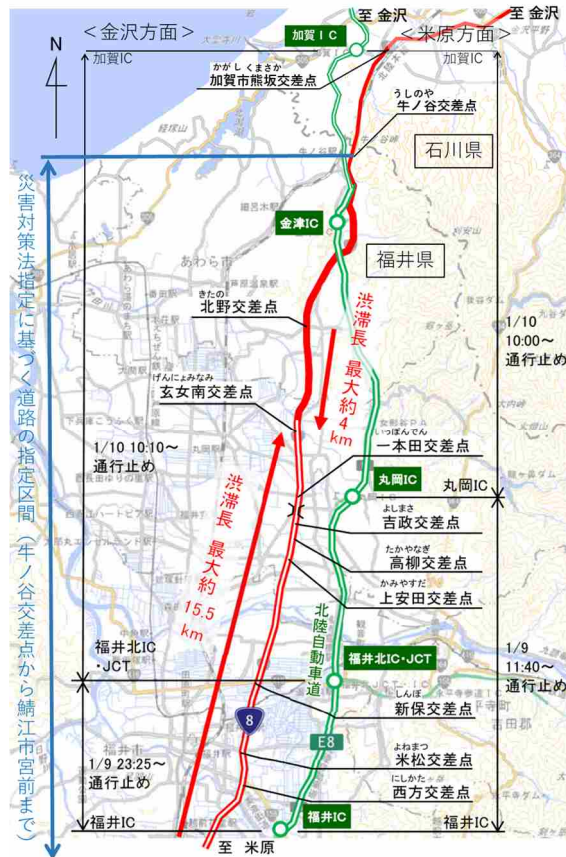 至 金沢
至 金沢
<金沢方面>
<米原方面>
加賀IC
加賀IC
加賀IC
N
かがし くまさか
加賀市熊坂交差点
うしのや
牛ノ谷交差点
石川県
金津IC
福井県
あわら市
きたの
北野交差点
渋滞長 最大約4km
1/10
10:00～
通行止め
げんにょみなみ
玄女南交差点
いっぽんでん
一本田交差点
1/10 10:10～
通行止め
丸岡IC
丸岡IC
よしまさ
吉政交差点
たかやなぎ
高柳交差点
かみやすだ
上安田交差点
渋滞長 最大約
15.5
km
災害対策法指定に基づく道路の指定区間（牛ノ谷交差点から鯖江市宮前まで）
北陸自動車道
福井北IC
・JCT
福井北IC・JCT
1/9
11:40～
通行止め
しんぼ
新保交差点
8
E8
吉田郡
福井市
よねまつ
米松交差点
1/9 23:25～
通行止め
にしかた
西方交差点
福井IC
福井IC
福井IC
至 米原